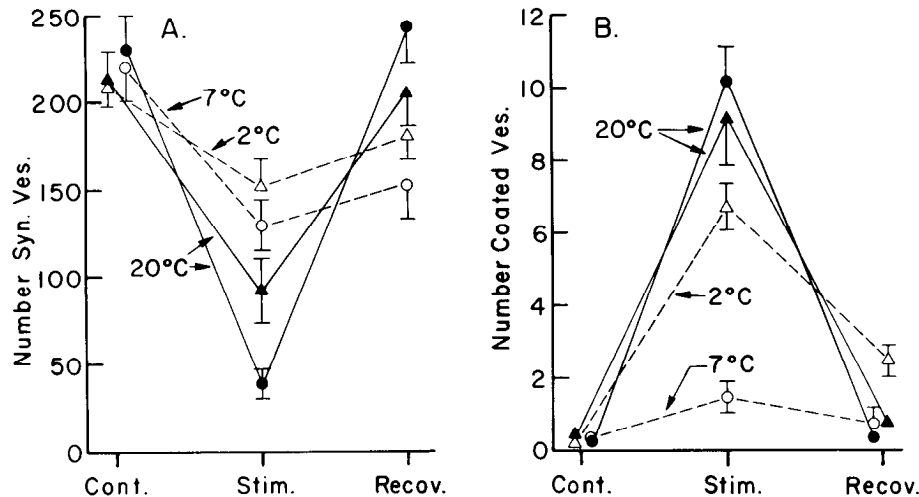 A.
Number Syn. Ves.
250
200
150
100
50
0
7°C
2°C
20°C
Cont.
Stim.
Recov.
B.
Number Coated Ves.
12
10
8
6
4
2
0
20°C
2°C
7°C
Cont.
Stim.
Recov.